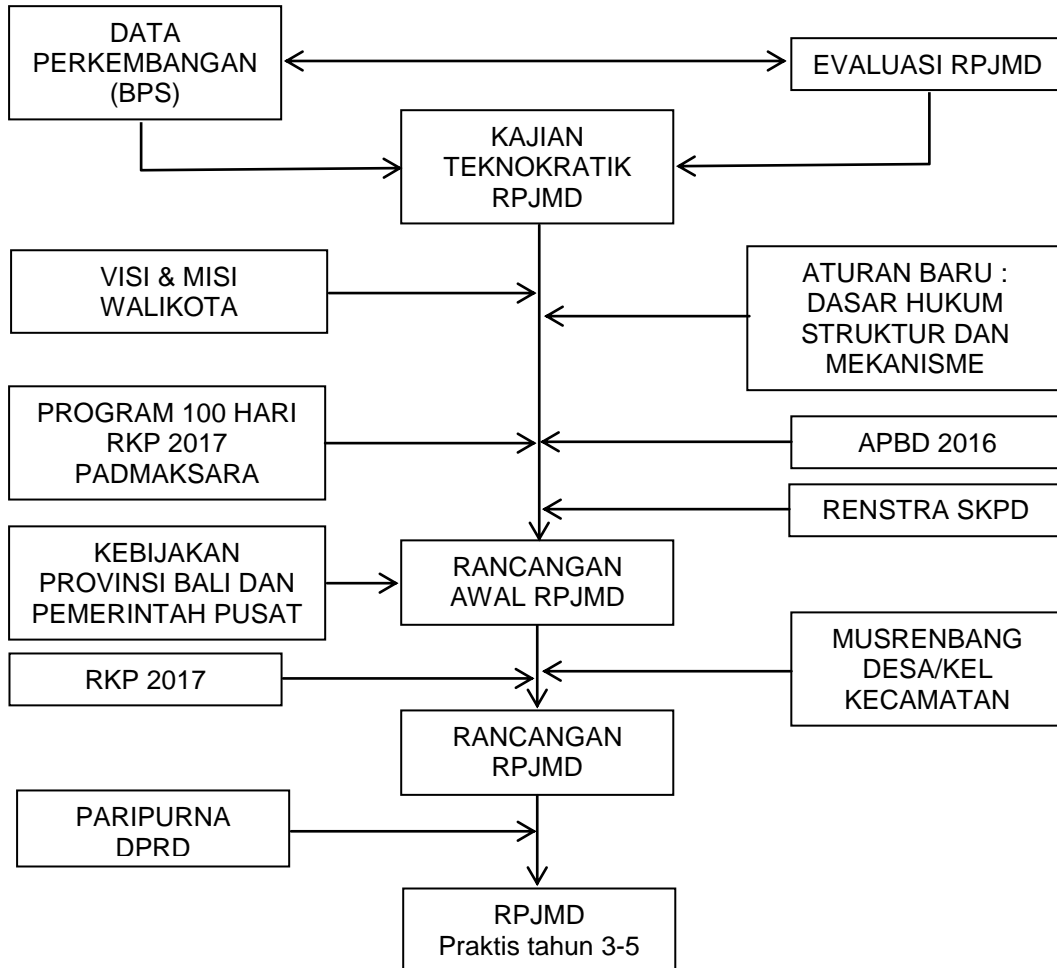 DATA
PERKEMBANGAN
(BPS)
EVALUASI RPJMD
KAJIAN
TEKNOKRATIK
RPJMD
VISI & MISI
WALIKOTA
ATURAN BARU :
DASAR HUKUM
STRUKTUR DAN
MEKANISME
PROGRAM 100 HARI
RKP 2017
PADMAKSARA
APBD 2016
RENSTRA SKPD
KEBIJAKAN
PROVINSI BALI DAN
PEMERINTAH PUSAT
RANCANGAN
AWAL RPJMD
RKP 2017
MUSRENBANG
DESA/KEL
KECAMATAN
RANCANGAN
RPJMD
PARIPURNA
DPRD
RPJMD
Praktis tahun 3-5